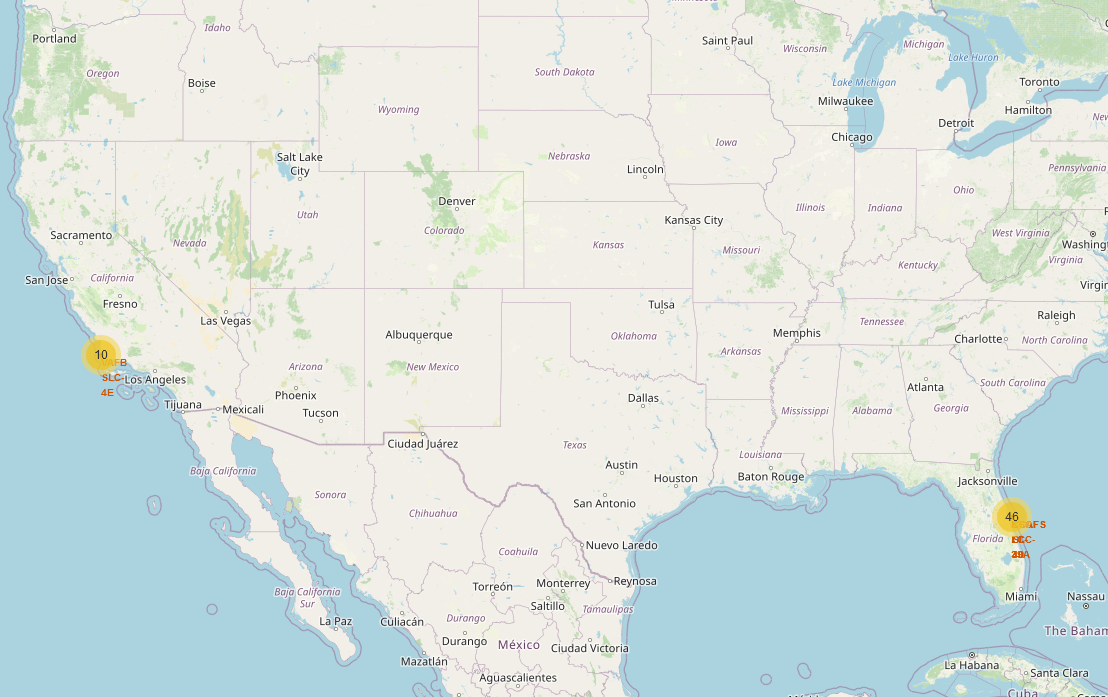 Minnesota
Idaho
Portland
Saint Paul
Michigan
Wisconsin
Lake Huron
Oregon
South Dakota
Toronto
Boise
Lake Michigan
Wyoming
Milwaukee
Hamilton
Detroit
Chicago
Iowa
Salt Lake
City
Nebraska
Lincoln
Pennsylvania
Ohio
Denver
Utah
Illinois
Indiana
Kansas City
Colorado
Sacramento
Nevada
Kansas
Missouri
West Virginia
Washing
Virginia
Kentucky
San Jose
California
Fresno
Virgin
Tulsa
Las Vegas
Raleigh
Tennessee
Albuquerque
Oklahoma
Memphis
Charlotte
North Carolina
10
Arkansas
Arizona
New Mexico
SLC-
4E
Los Angeles
Atlanta
South Carolina
Phoenix
Dallas
Tijuana
Mexicali
Tucson
Mississippi
Alabama
Georgia
Ciudad Juárez
Texas
Louisiana
Baja California
Austin
Houston
Baton Rouge
Jacksonville
Sonora
San Antonio
Chihuahua
46
Florida
Nuevo Laredo
Coahuila
Torreón
Monterrey
Reynosa
Baja California
Sur
Saltillo
Tamaulipas
Miami
Nassau
La Paz
Culiacán
Durango
Durango
México
Ciudad Victoria
The Baham
Mazatlán
La Habana
Santa Clara
Aguascalientes
Cuba